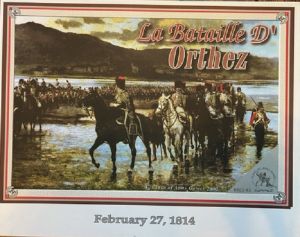 La Bataille D'
Orthez
February 27, 1814